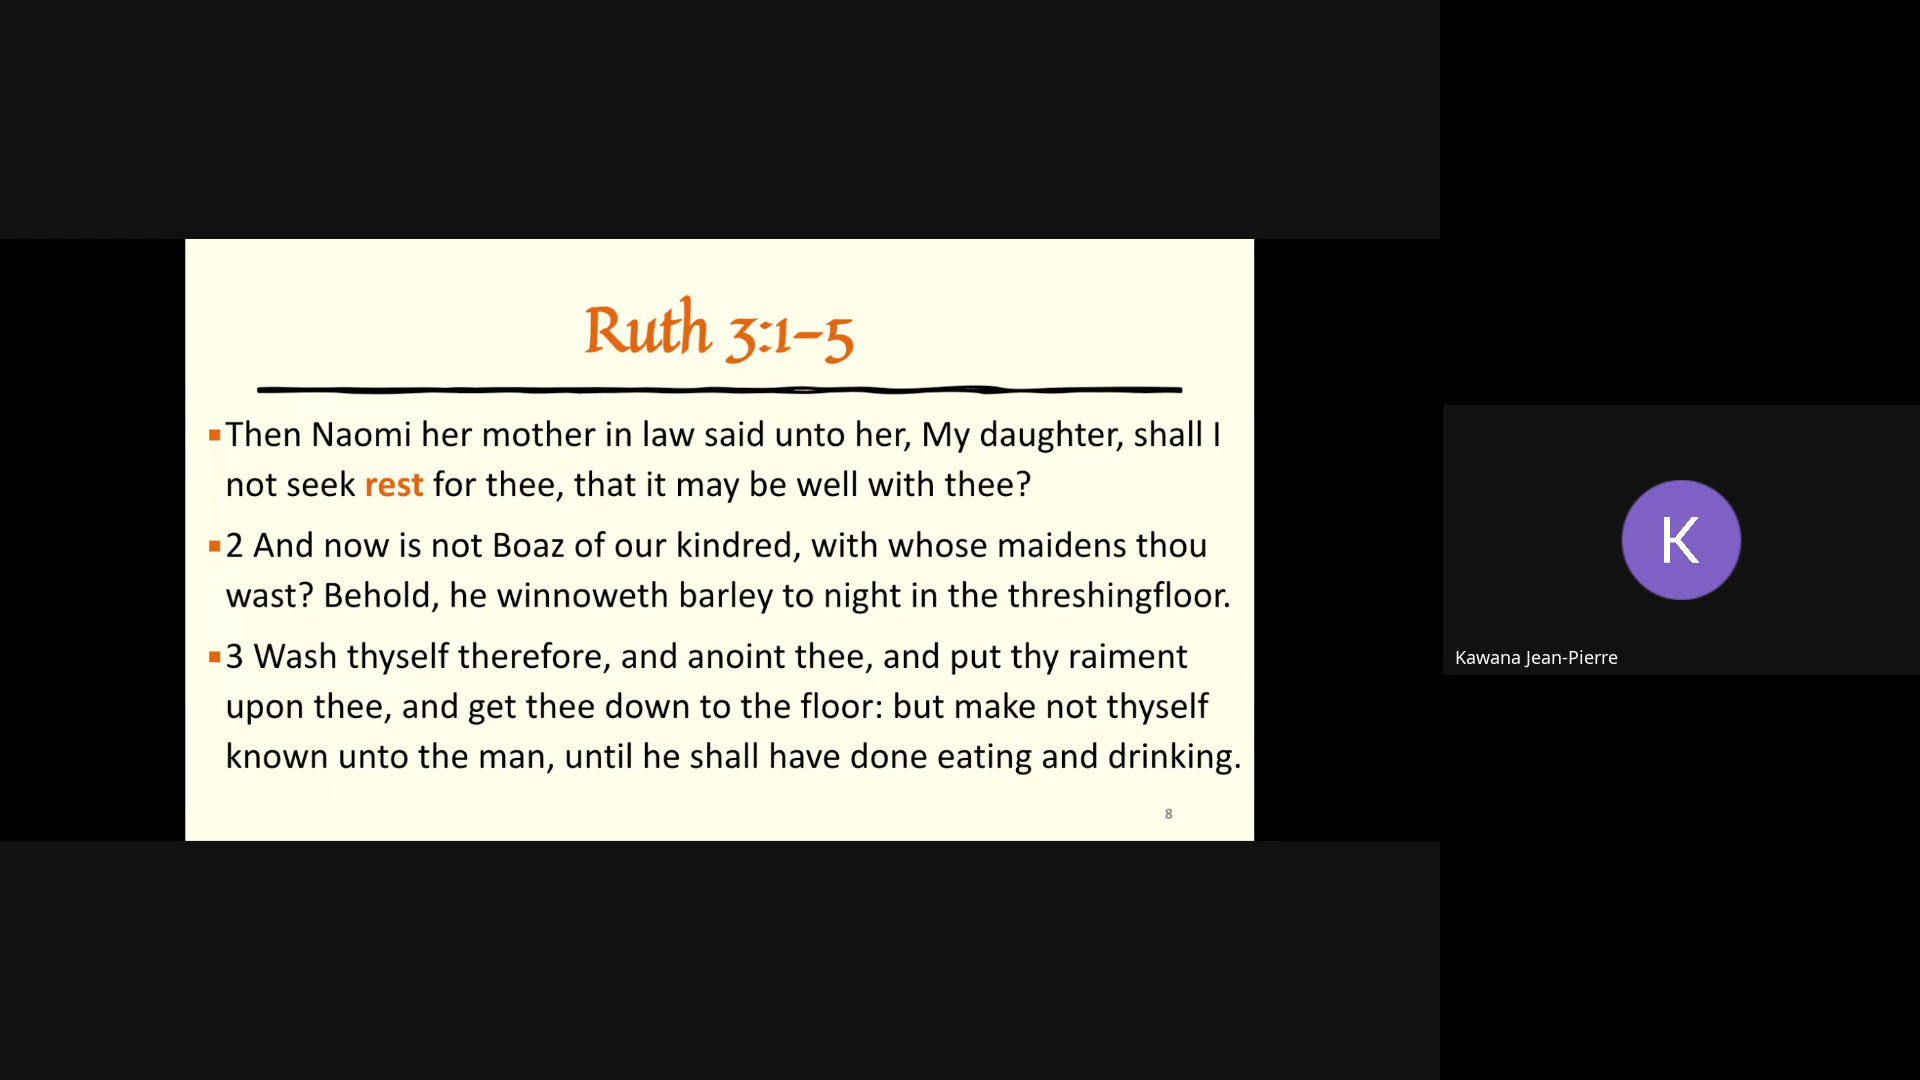 Ruth 3:1–5
▪Then Naomi her mother in law said unto her, My daughter, shall I
not seek rest for thee, that it may be well with thee?
▪2 And now is not Boaz of our kindred, with whose maidens thou
wast? Behold, he winnoweth barley to night in the threshingfloor.
▪3 Wash thyself therefore, and anoint thee, and put thy raiment
upon thee, and get thee down to the floor: but make not thyself
known unto the man, until he shall have done eating and drinking.
8
K
Kawana Jean-Pierre